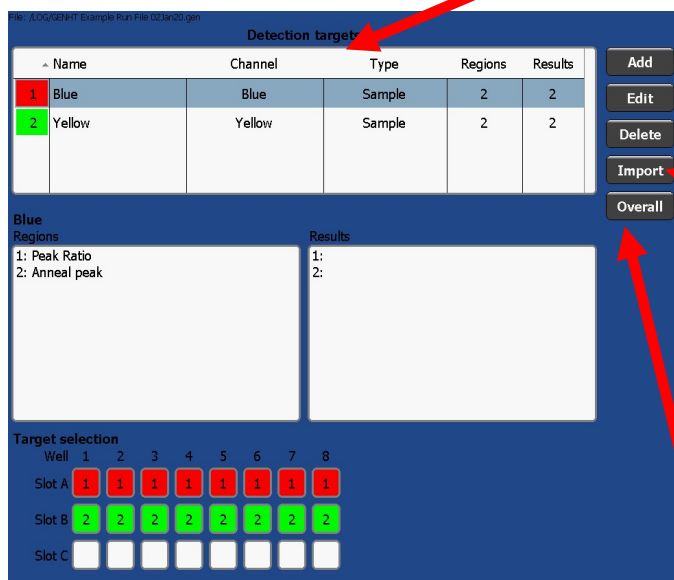 File: /LOG/GENHT Example Run File 02Jan20.gen
Detection targets
Name Channel Type Regions Results
1 Blue Blue Sample 2 2
2 Yellow Yellow Sample 2 2
Add
Edit
Delete
Import
Overall
Blue
Regions
1: Peak Ratio
2: Anneal peak
Results
1:
2:
Target selection
Well 1 2 3 4 5 6 7 8
Slot A 1 1 1 1 1 1 1 1
Slot B 2 2 2 2 2 2 2 2
Slot C